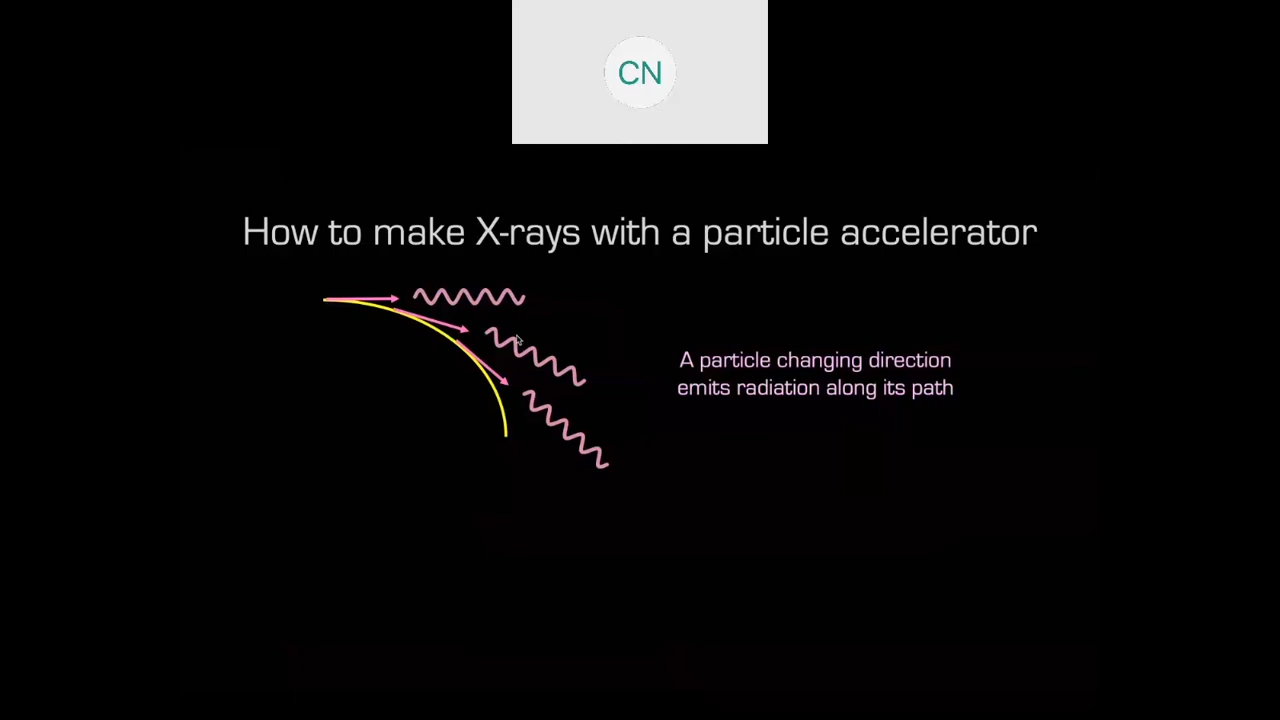 CN
How to make X-rays with a particle accelerator
A particle changing direction
emits radiation along its path